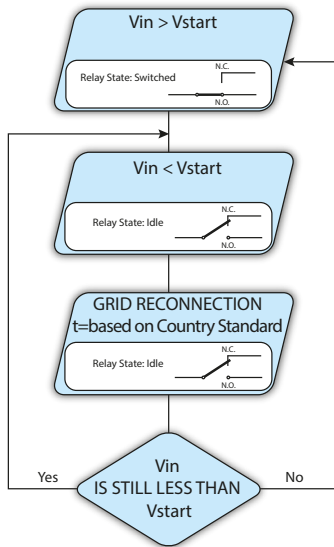 Vin > Vstart
N.C.
Relay State: Switched
N.O.
Vin < Vstart
N.C.
Relay State: Idle
N.O.
GRID RECONNECTION
t=based on Country Standard
N.C.
Relay State: Idle
N.O.
Yes
Vin
IS STILL LESS THAN
Vstart
No